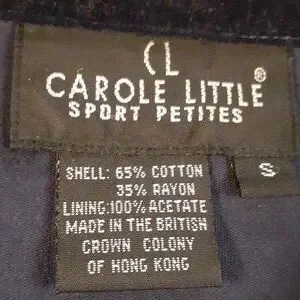 CL
CAROLE LITTLE®
SPORT PETITES
S
SHELL: 65% COTTON
35% RAYON
LINING:100% ACETATE
MADE IN THE BRITISH
CROWN COLONY
OF HONG KONG